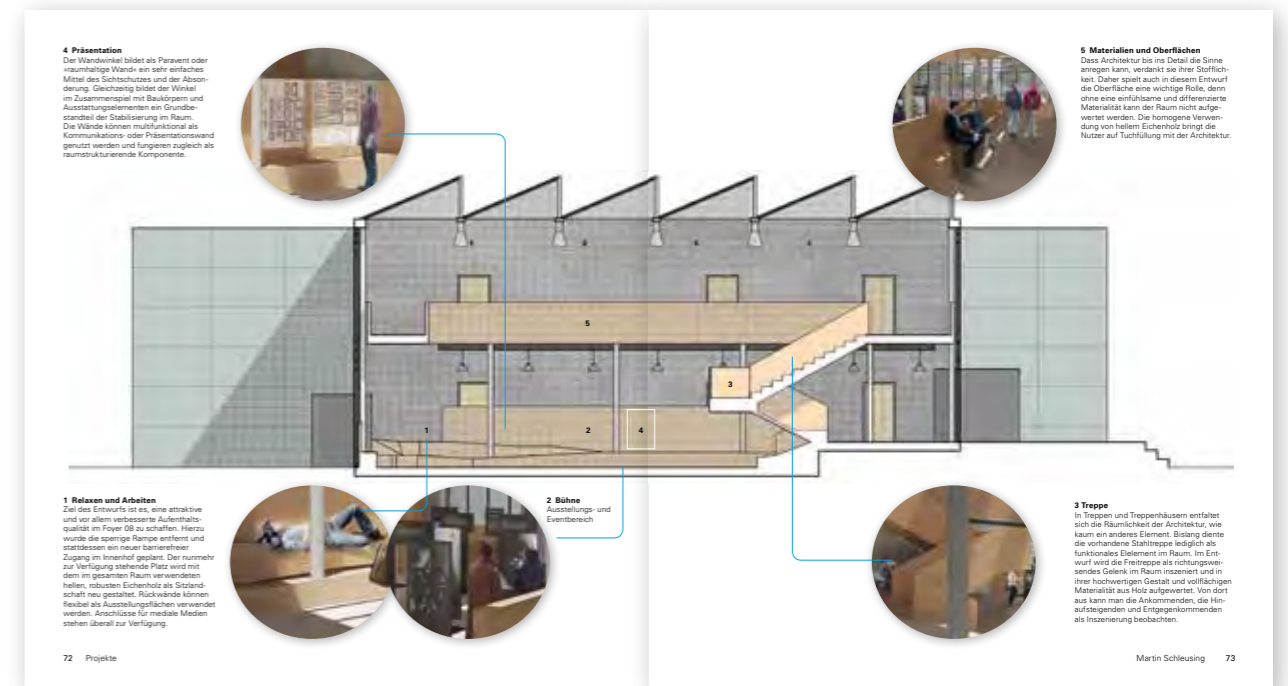 4 Präsentation
Der Wandwinkel bildet als Paravent oder
»raumhaltige Wand« ein sehr einfaches
Mittel des Sichtschutzes und der Abson-
derung. Gleichzeitig bildet der Winkel
im Zusammenspiel mit Baukörpern und
Ausstattungselementen ein Grundbe-
standteil der Stabilisierung im Raum.
Die Wände können multifunktional als
Kommunikations- oder Präsentationswand
genutzt werden und fungieren zugleich als
raumstrukturierende Komponente.
5 Materialien und Oberflächen
Dass Architektur bis ins Detail die Sinne
anregen kann, verdankt sie ihrer Stofflich-
keit. Daher spielt auch in diesem Entwurf
die Oberfläche eine wichtige Rolle, denn
ohne eine einfühlsame und differenzierte
Materialität kann der Raum nicht aufge-
wertet werden. Die homogene Verwen-
dung von hellem Eichenholz bringt die
Nutzer auf Tuchfüllung mit der Architektur.
5
3
1
2
4
1 Relaxen und Arbeiten
Ziel des Entwurfs ist es, eine attraktive
und vor allem verbesserte Aufenthalts-
qualität im Foyer 08 zu schaffen. Hierzu
wurde die sperrige Rampe entfernt und
stattdessen ein neuer barrierefreier
Zugang im Innenhof geplant. Der nunmehr
zur Verfügung stehende Platz wird mit
dem im gesamten Raum verwendeten
hellen, robusten Eichenholz als Sitzland-
schaft neu gestaltet. Rückwände können
flexibel als Ausstellungsflächen verwendet
werden. Anschlüsse für mediale Medien
stehen überall zur Verfügung.
2 Bühne
Ausstellungs- und
Eventbereich
3 Treppe
In Treppen und Treppenhäusern entfaltet
sich die Räumlichkeit der Architektur, wie
kaum ein anderes Element. Bislang diente
die vorhandene Stahltreppe lediglich als
funktionales Elelement im Raum. Im Ent-
wurf wird die Freitreppe als richtungswei-
sendes Gelenk im Raum inszeniert und in
ihrer hochwertigen Gestalt und vollflächigen
Materialität aus Holz aufgewertet. Von dort
aus kann man die Ankommenden, die Hin-
aufsteigenden und Entgegenkommenden
als Inszenierung beobachten.
72 Projekte
Martin Schleusing 73